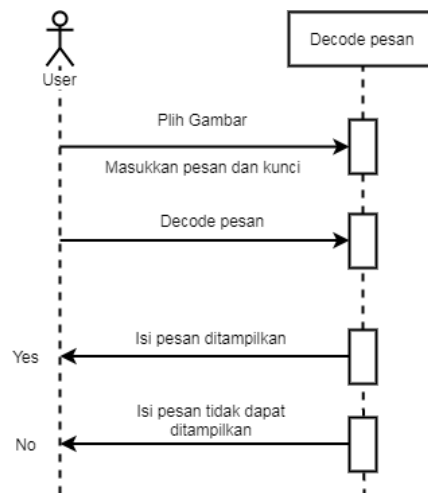 Decode pesan
User
Plih Gambar
Masukkan pesan dan kunci
Decode pesan
Isi pesan ditampilkan
Yes
Isi pesan tidak dapat
ditampilkan
No